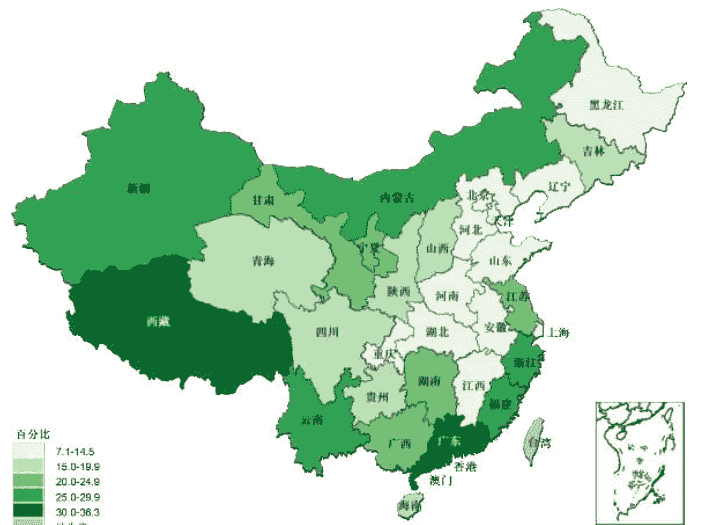 黑龙江
吉林
辽宁
新疆
甘肃
内蒙古
北京
天津
河北
宁夏
山西
青海
山东
陕西
河南
江苏
西藏
四川
湖北
安徽
上海
重庆
浙江
湖南
江西
贵州
福建
云南
广西
广东
台湾
香港
澳门
海南
百分比
7.1-14.5
15.0-19.9
20.0-24.9
25.0-29.9
30.0-36.3